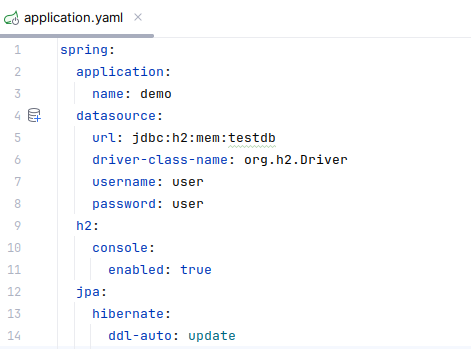 application.yaml
1 spring:
2   application:
3     name: demo
4   datasource:
5     url: jdbc:h2:mem:testdb
6     driver-class-name: org.h2.Driver
7     username: user
8     password: user
9   h2:
10     console:
11       enabled: true
12   jpa:
13     hibernate:
14       ddl-auto: update